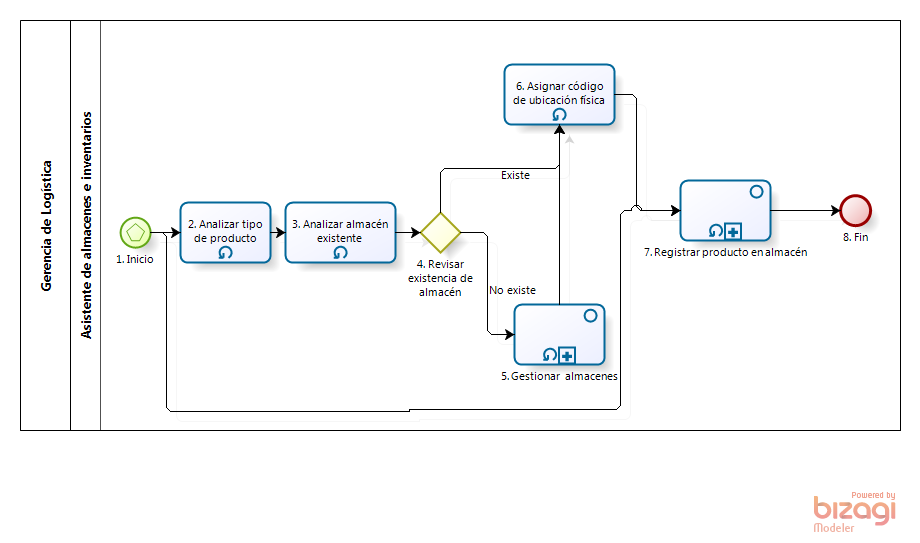 Gerencia de Logística
Asistente de almacenes e inventarios
1. Inicio
2. Analizar tipo
de producto
3. Analizar almacén
existente
4. Revisar
existencia de
almacén
Existe
No existe
5. Gestionar almacenes
6. Asignar código
de ubicación física
7. Registrar producto en almacén
8. Fin
Powered by
bizagi
Modeler